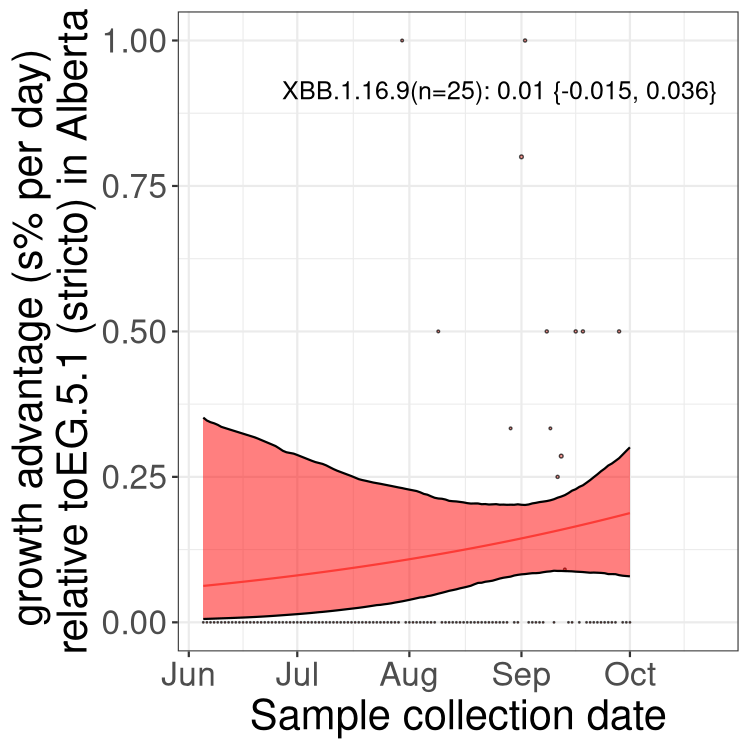 growth advantage (s% per day)
relative toEG.5.1 (stricto) in Alberta
1.00
0.75
0.50
0.25
0.00
XBB.1.16.9(n=25): 0.01 {-0.015, 0.036}
Jun Jul Aug Sep Oct
Sample collection date